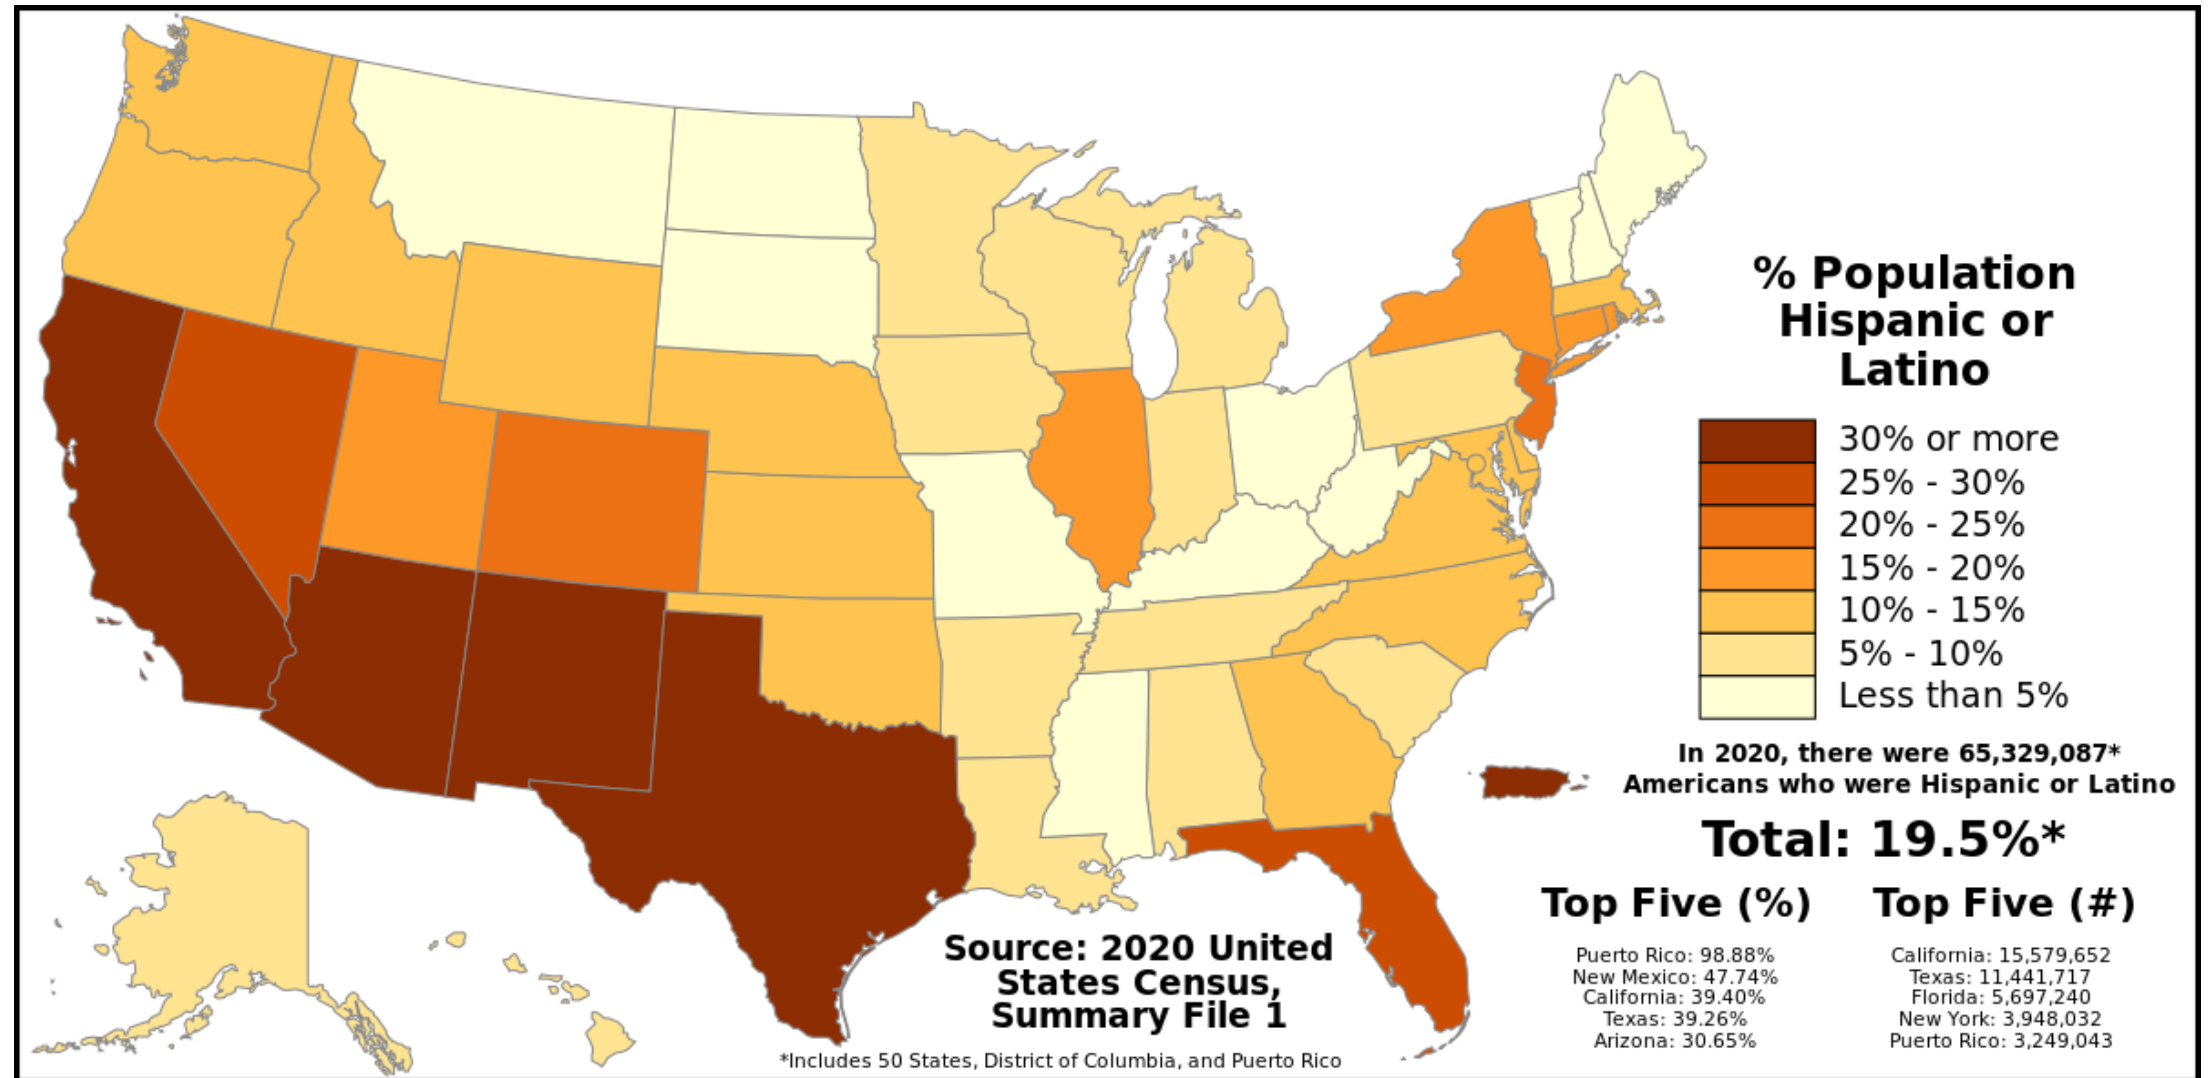 % Population
Hispanic or
Latino
30% or more
25% - 30%
20% - 25%
15% - 20%
10% - 15%
5% - 10%
Less than 5%
In 2020, there were 65,329,087*
Americans who were Hispanic or Latino
Total: 19.5%*
Top Five (%)
Puerto Rico: 98.88%
New Mexico: 47.74%
California: 39.40%
Texas: 39.26%
Arizona: 30.65%
Top Five (#)
California: 15,579,652
Texas: 11,441,717
Florida: 5,697,240
New York: 3,948,032
Puerto Rico: 3,249,043
Source: 2020 United
States Census,
Summary File 1
*Includes 50 States, District of Columbia, and Puerto Rico